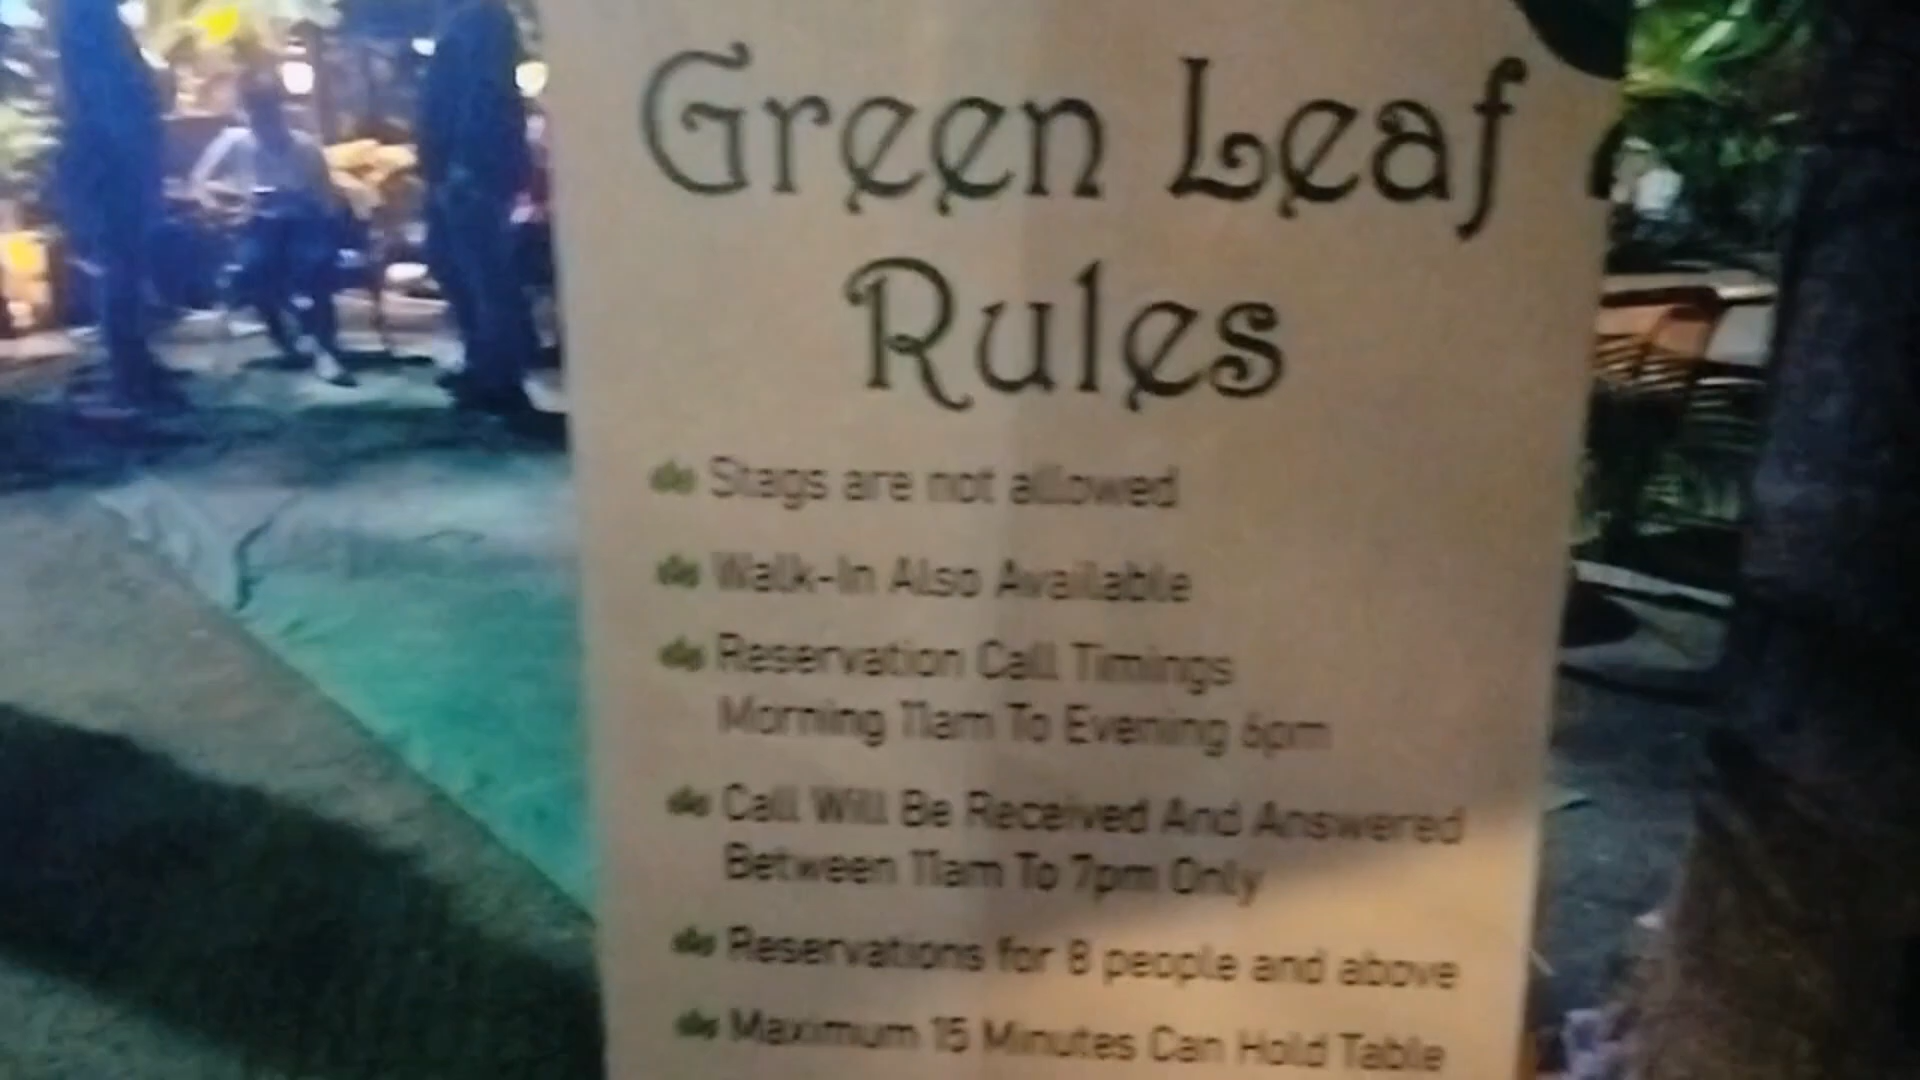 Green Leaf
Rules
Stags are not allowed
Walk-In Also Available
Reservation Call Timings
Morning 11am To Evening 6pm
Call Will Be Received And Answered
Between 11am To 7pm Only
Reservations for 8 people and above
Maximum 15 Minutes Can Hold Table